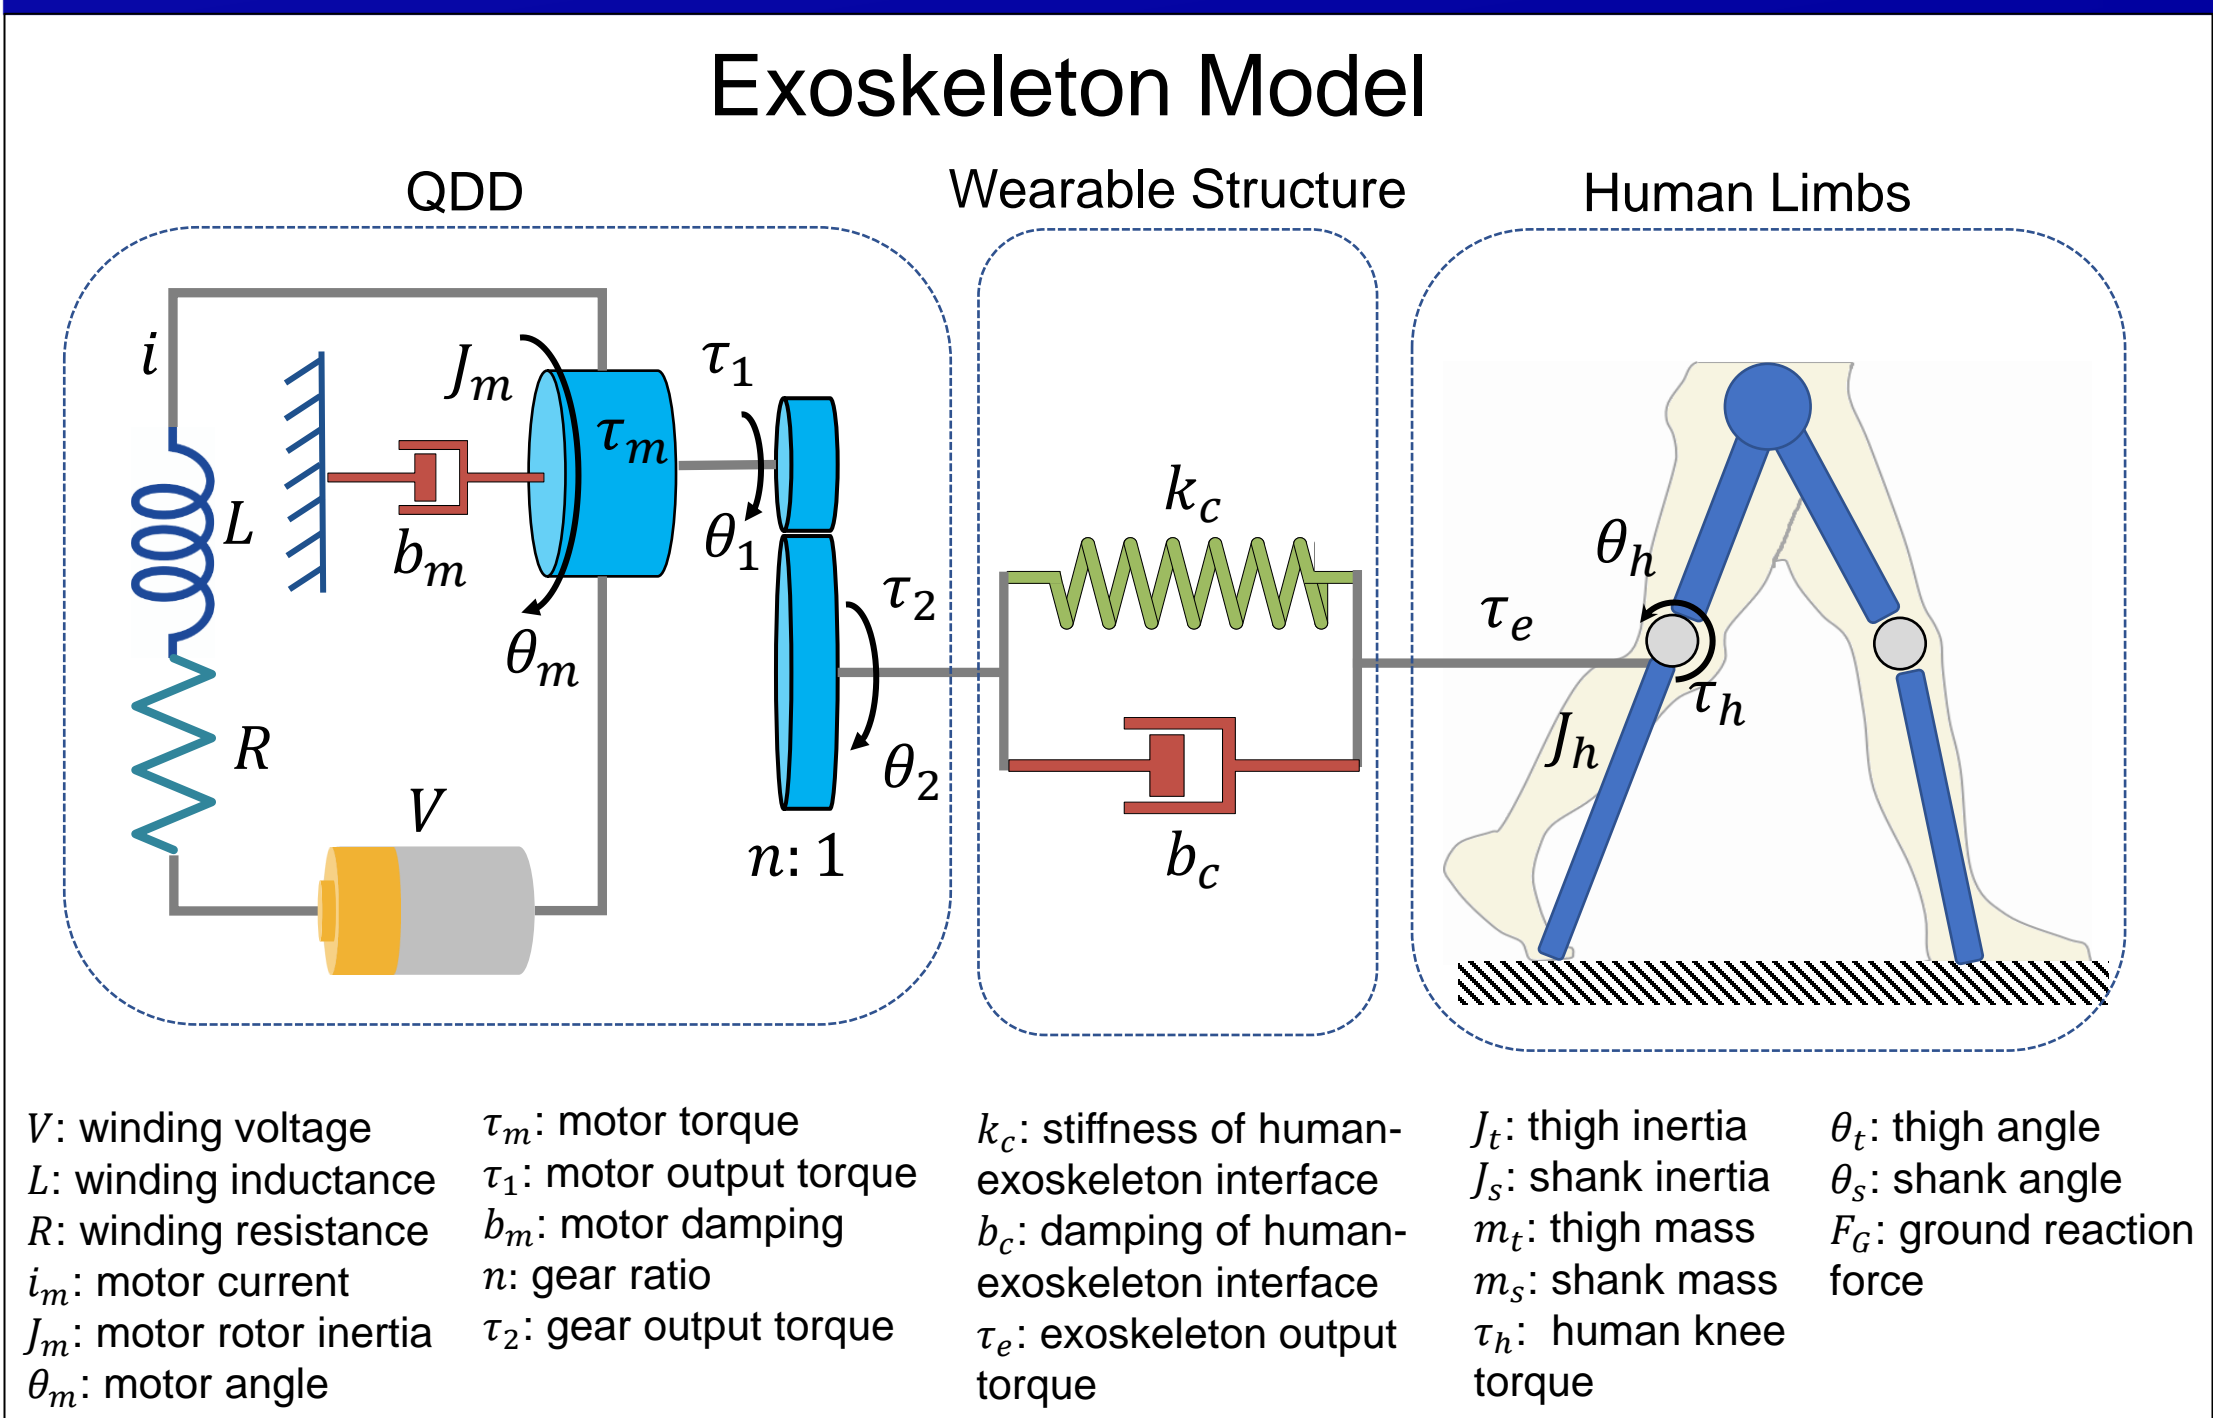 Exoskeleton Model
QDD
Wearable Structure
Human Limbs
i
J_m
τ_m
τ_1
L
b_m
θ_m
θ_1
τ_2
θ_2
R
V
n: 1
k_c
b_c
τ_e
θ_h
τ_h
J_h
V: winding voltage
L: winding inductance
R: winding resistance
i_m: motor current
J_m: motor rotor inertia
θ_m: motor angle
τ_m: motor torque
τ_1: motor output torque
b_m: motor damping
n: gear ratio
τ_2: gear output torque
k_c: stiffness of human-
exoskeleton interface
b_c: damping of human-
exoskeleton interface
τ_e: exoskeleton output
torque
J_t: thigh inertia
J_s: shank inertia
m_t: thigh mass
m_s: shank mass
τ_h: human knee
torque
θ_t: thigh angle
θ_s: shank angle
F_G: ground reaction
force